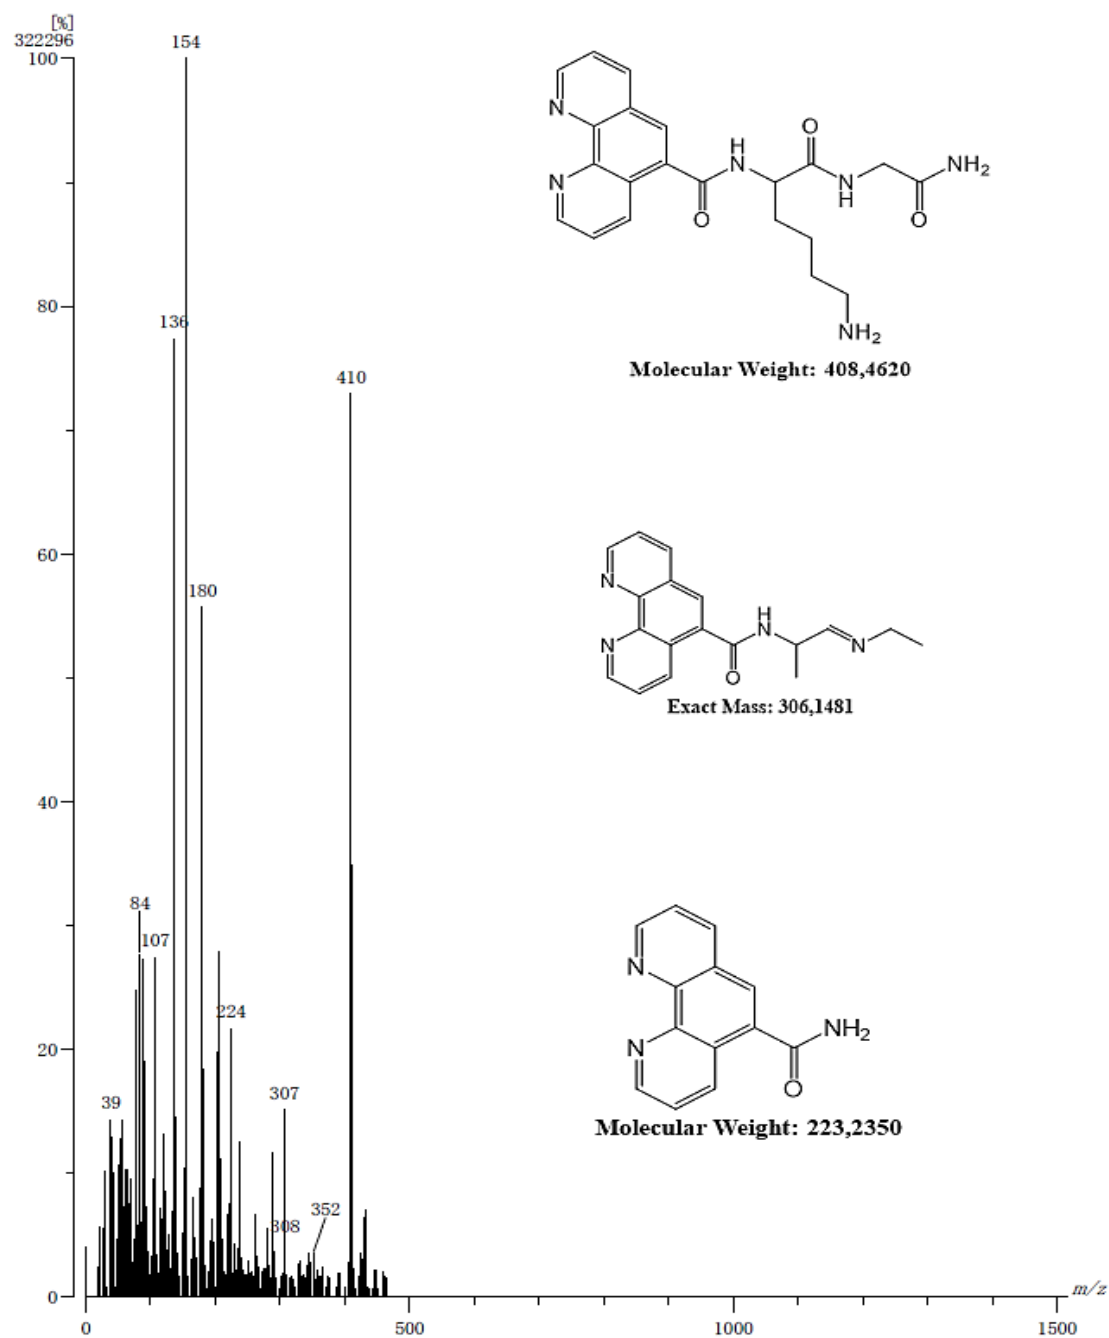 [%]
322296
100
80
60
40
20
0
154
136
410
180
84
107
224
39
307
308
352
m/z
0
500
1000
1500
N
N
O
H
N
O
N
H
O
NH2
NH2
Molecular Weight: 408,4620
N
N
O
H
N
N
Exact Mass: 306,1481
N
N
NH2
O
Molecular Weight: 223,2350